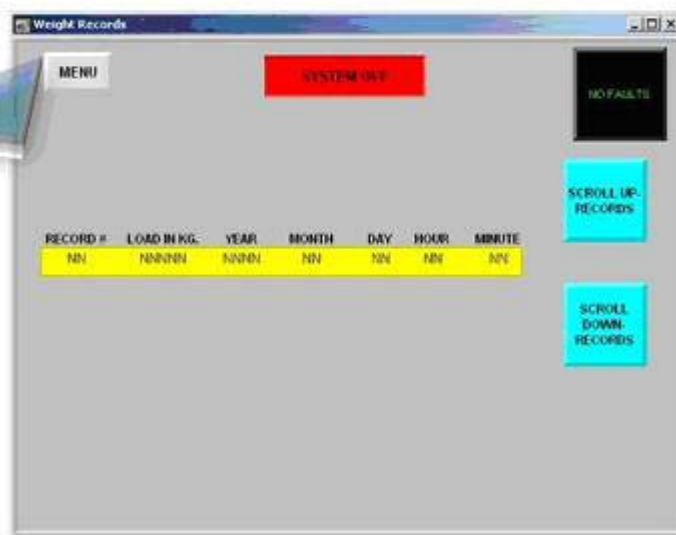 Weight Records
MENU
SYSTEM OFF
NO FAULTS
SCROLL UP-
RECORDS
RECORD # LOAD IN KG. YEAR MONTH DAY HOUR MINUTE
NN NNNNN NNNN NN NN NN NN
SCROLL
DOWN-
RECORDS